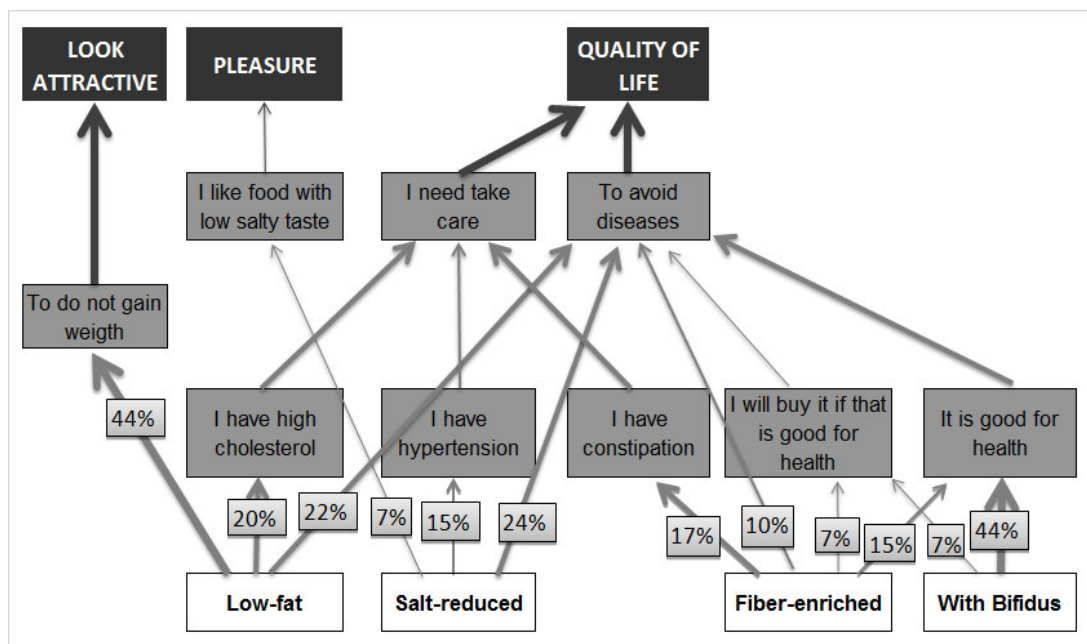 LOOK
ATTRACTIVE
PLEASURE
QUALITY OF
LIFE
I like food with
low salty taste
I need take
care
To avoid
diseases
To do not gain
weigth
I have high
cholesterol
I have
hypertension
I have
constipation
I will buy it if that
is good for
health
It is good for
health
44%
20%
22%
7%
15%
24%
17%
10%
7%
15%
7%
44%
Low-fat
Salt-reduced
Fiber-enriched
With Bifidus